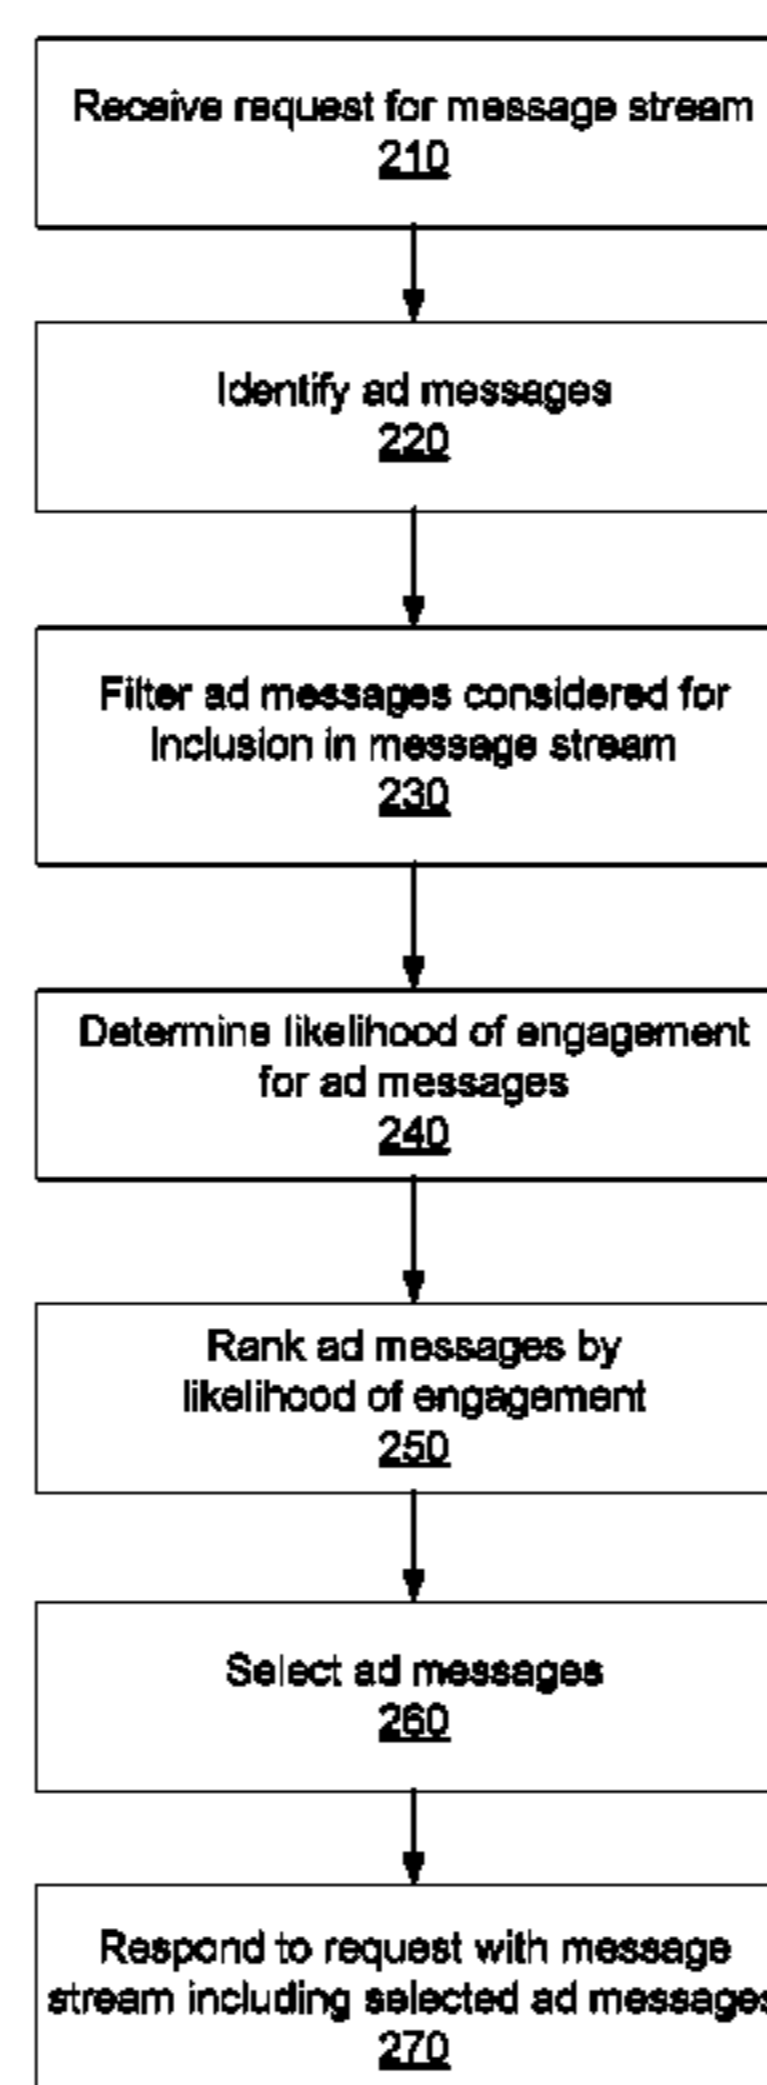 Receive request for message stream
210
Identify ad messages
220
Filter ad messages considered for
inclusion in message stream
230
Determine likelihood of engagement
for ad messages
240
Rank ad messages by
likelihood of engagement
250
Select ad messages
260
Respond to request with message
stream including selected ad messages
270